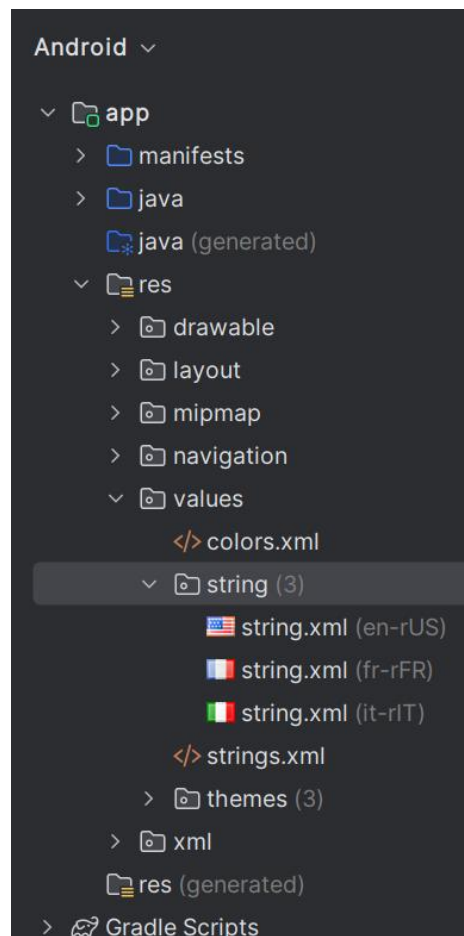 Android
app
manifests
java
java (generated)
res
drawable
layout
mipmap
navigation
values
colors.xml
string (3)
string.xml (en-rUS)
string.xml (fr-rFR)
string.xml (it-rIT)
strings.xml
themes (3)
xml
res (generated)
Gradle Scripts